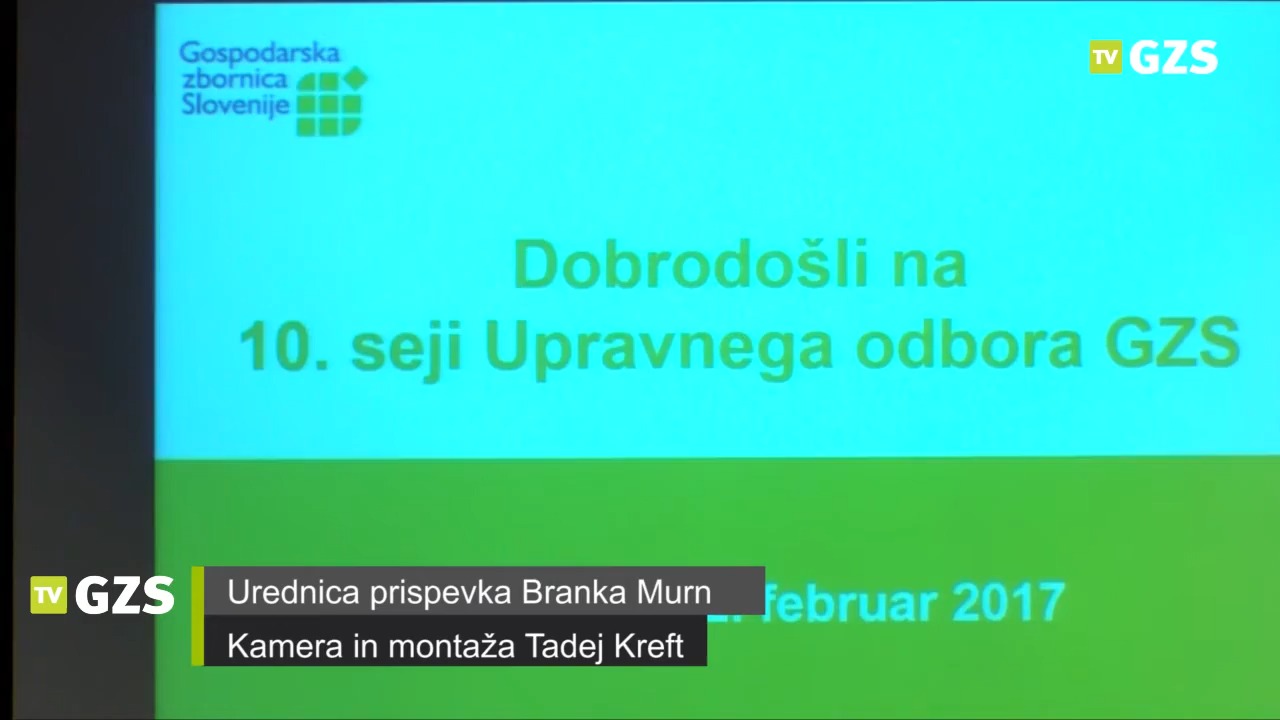 Gospodarska
zbornica
Slovenije
TV GZS
Dobrodošli na
10. seji Upravnega odbora GZS
februar 2017
TV GZS
Urednica prispevka Branka Murn
Kamera in montaža Tadej Kreft